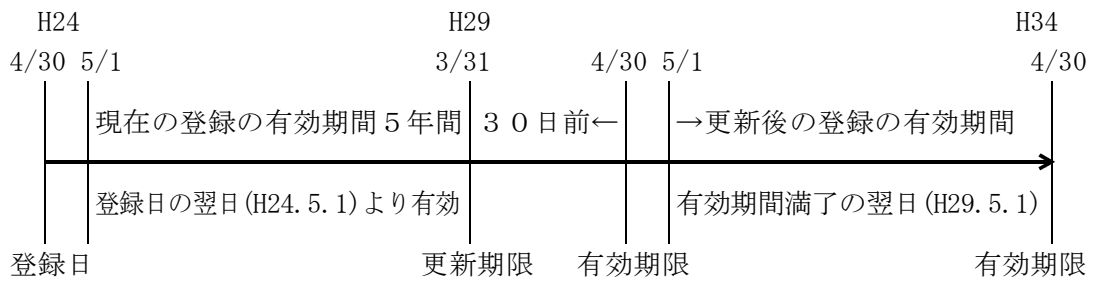 H24 H29 H34
4/30 5/1 3/31 4/30 5/1 4/30
現在の登録の有効期間５年間 ３０日前← →更新後の登録の有効期間
登録日の翌日(H24.5.1)より有効 有効期間満了の翌日(H29.5.1)
登録日 更新期限 有効期限 有効期限